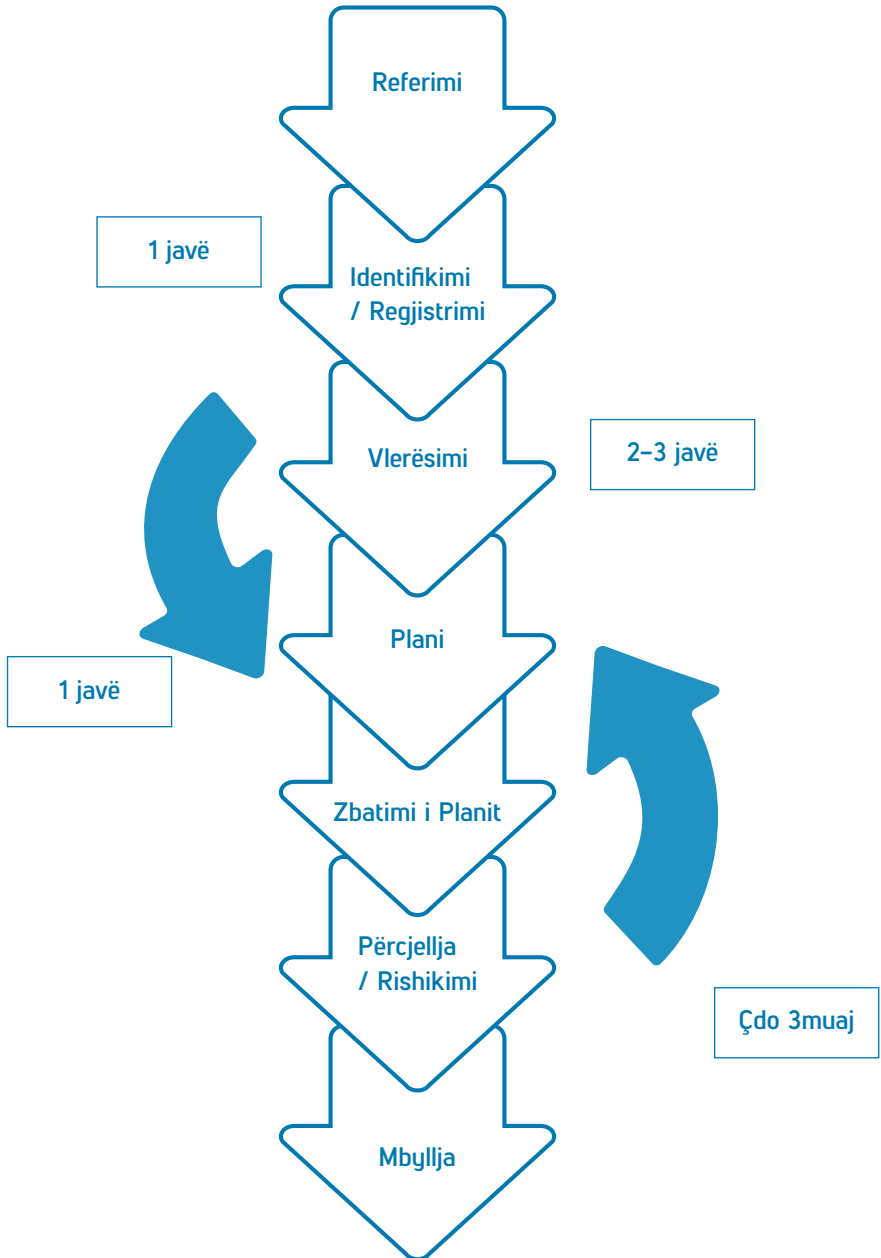 Referimi
1 javë
Identifikimi
/ Regjistrimi
Vlerësimi
2–3 javë
Plani
1 javë
Zbatimi i Planit
Përcjellja
/ Rishikimi
Çdo 3muaj
Mbyllja